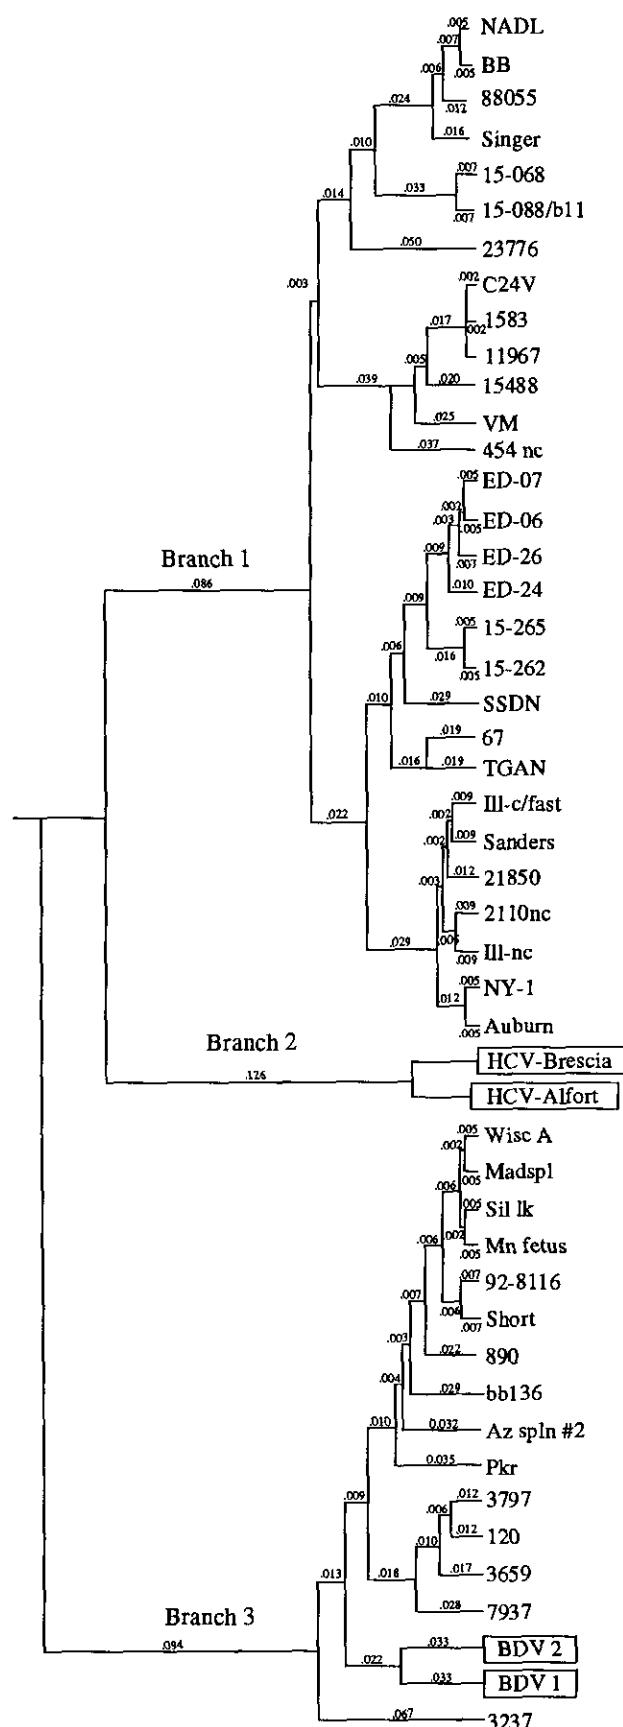 .005 NADL
.007
.005 BB
.006
.012 88055
.024
.016 Singer
.010
.007 15-068
.033
.007 15-088/b11
.014
.050 23776
.003
.002 C24V
.017 1583
.002
11967
.005
.020 15488
.039
.025 VM
.037 454 nc
.005 ED-07
.002
.003 .005 ED-06
.009
.007 ED-26
Branch 1
.086
.010 ED-24
.009
.005 15-265
.016
.006
.005 15-262
.010
.029 SSDN
.019 67
.016 .019 TGAN
.009 Ill-c/fast
.002
.022
.002 .009 Sanders
.012 21850
.003
.009 2110nc
.006
.029
.009 Ill-nc
.005 NY-1
.012
.005 Auburn
Branch 2
HCV-Brescia
.126
HCV-Alfort
.005 Wisc A
.002
.005 Madspl
.006
.005 Sil lk
.002
.006
.005 Mn fetus
.007 92-8116
.007
.006
.007 Short
.003
.022 890
.004
.029 bb136
.010
0.032 Az spln #2
0.035 Pkr
.009
.012 3797
.006
.012 120
.010
.013
.018 .017 3659
Branch 3
.028 7937
.094
.033 BDV 2
.022
.033 BDV 1
.067 3237